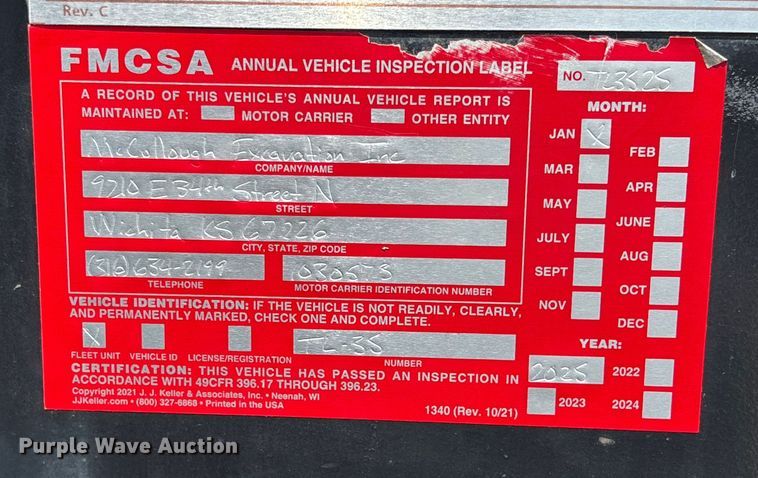 Rev. C
FMCSA ANNUAL VEHICLE INSPECTION LABEL
NO. TL3525
A RECORD OF THIS VEHICLE'S ANNUAL VEHICLE REPORT IS
MAINTAINED AT: MOTOR CARRIER OTHER ENTITY
McCullough Excavation Inc
COMPANY/NAME
9210 E 34th Street N
STREET
Wichita KS 67226
CITY, STATE, ZIP CODE
(316)634-2199 1030573
TELEPHONE MOTOR CARRIER IDENTIFICATION NUMBER
MONTH:
JAN X FEB
MAR APR
MAY JUNE
JULY AUG
SEPT OCT
NOV DEC
VEHICLE IDENTIFICATION: IF THE VEHICLE IS NOT READILY, CLEARLY,
AND PERMANENTLY MARKED, CHECK ONE AND COMPLETE.
X TL-35
FLEET UNIT VEHICLE ID LICENSE/REGISTRATION NUMBER
YEAR:
2025 2022
2023 2024
CERTIFICATION: THIS VEHICLE HAS PASSED AN INSPECTION IN
ACCORDANCE WITH 49CFR 396.17 THROUGH 396.23.
Copyright 2021 J. J. Keller & Associates, Inc. • Neenah, WI
JJKeller.com • (800) 327-6868 • Printed in the USA
1340 (Rev. 10/21)
Purple Wave Auction